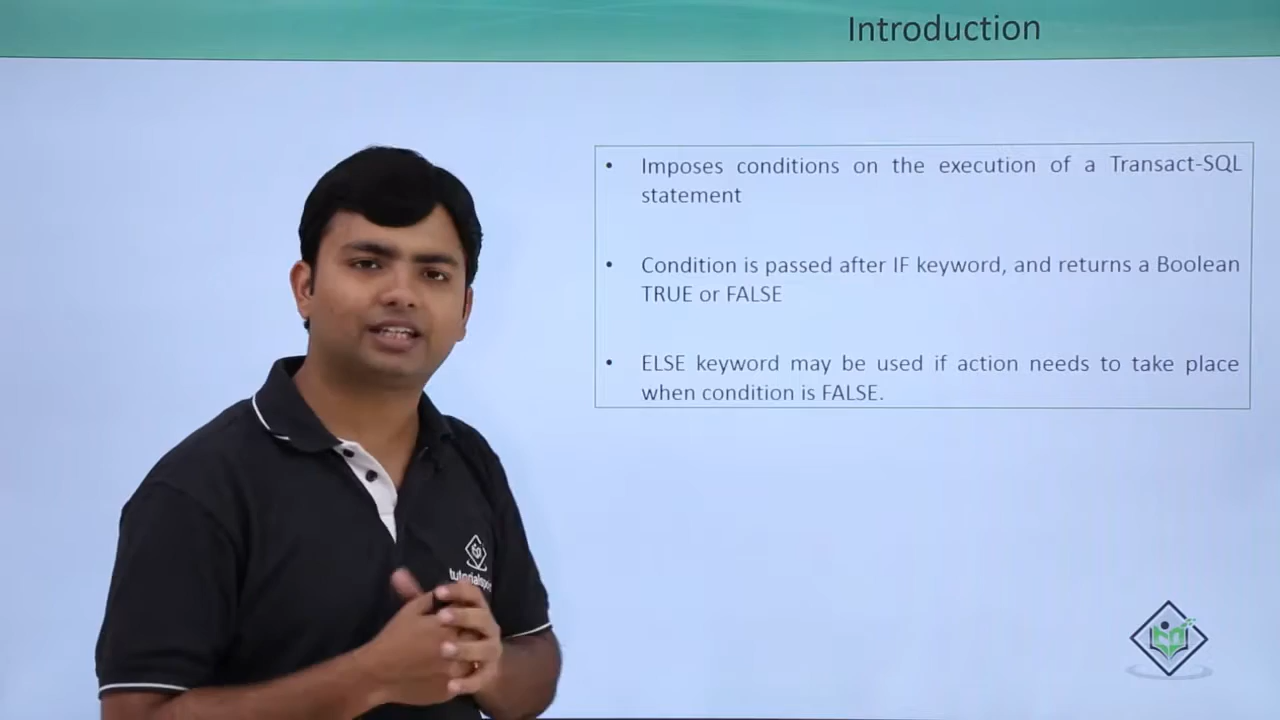 Introduction
• Imposes conditions on the execution of a Transact-SQL
statement
• Condition is passed after IF keyword, and returns a Boolean
TRUE or FALSE
• ELSE keyword may be used if action needs to take place
when condition is FALSE.